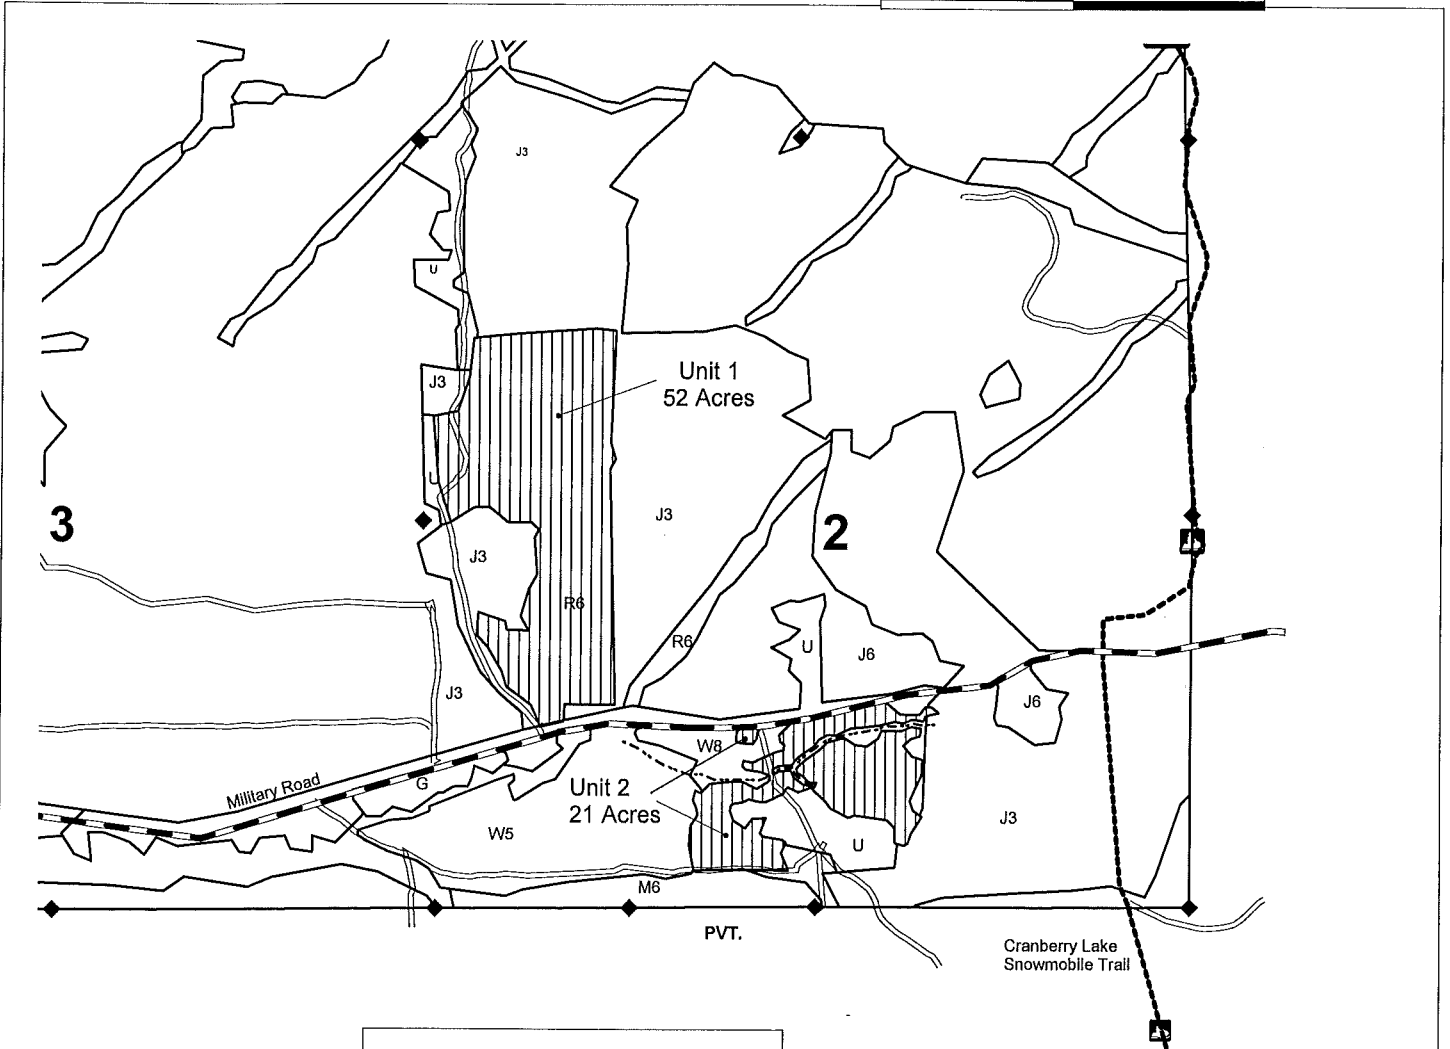 J3
U
Unit 1
52 Acres
J3
U
3
J3
2
J3
R6
R6
U
J6
J3
J6
W8
Military Road
G
Unit 2
21 Acres
W5
J3
U
M6
PVT.
Cranberry Lake
Snowmobile Trail